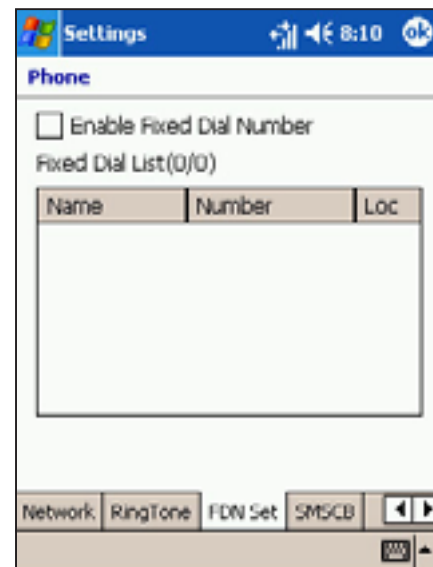 Settings 8:10 ok
Phone
Enable Fixed Dial Number
Fixed Dial List(0/0)
Name Number Loc
Network RingTone FDN Set SMSCB